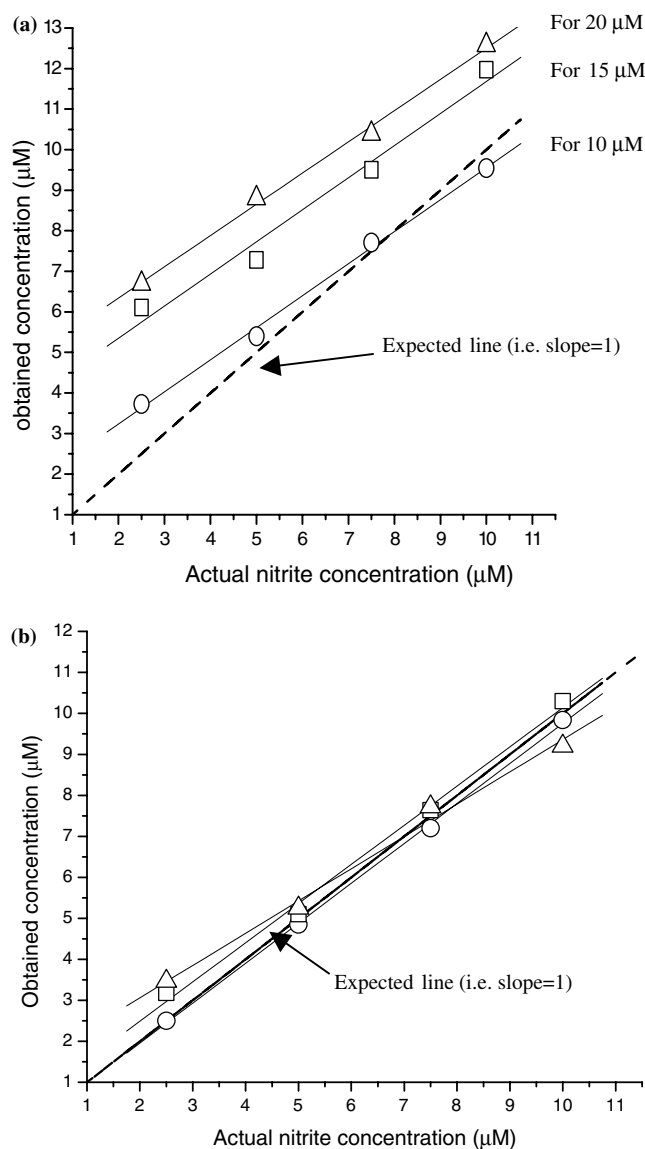 (a)
13
12
11
10
9
8
7
6
5
4
3
2
1
obtained concentration (μM)
For 20 μM
For 15 μM
For 10 μM
Expected line (i.e. slope=1)
1 2 3 4 5 6 7 8 9 10 11
Actual nitrite concentration (μM)
(b)
12
11
10
9
8
7
6
5
4
3
2
1
Obtained concentration (μM)
Expected line (i.e. slope=1)
1 2 3 4 5 6 7 8 9 10 11
Actual nitrite concentration (μM)